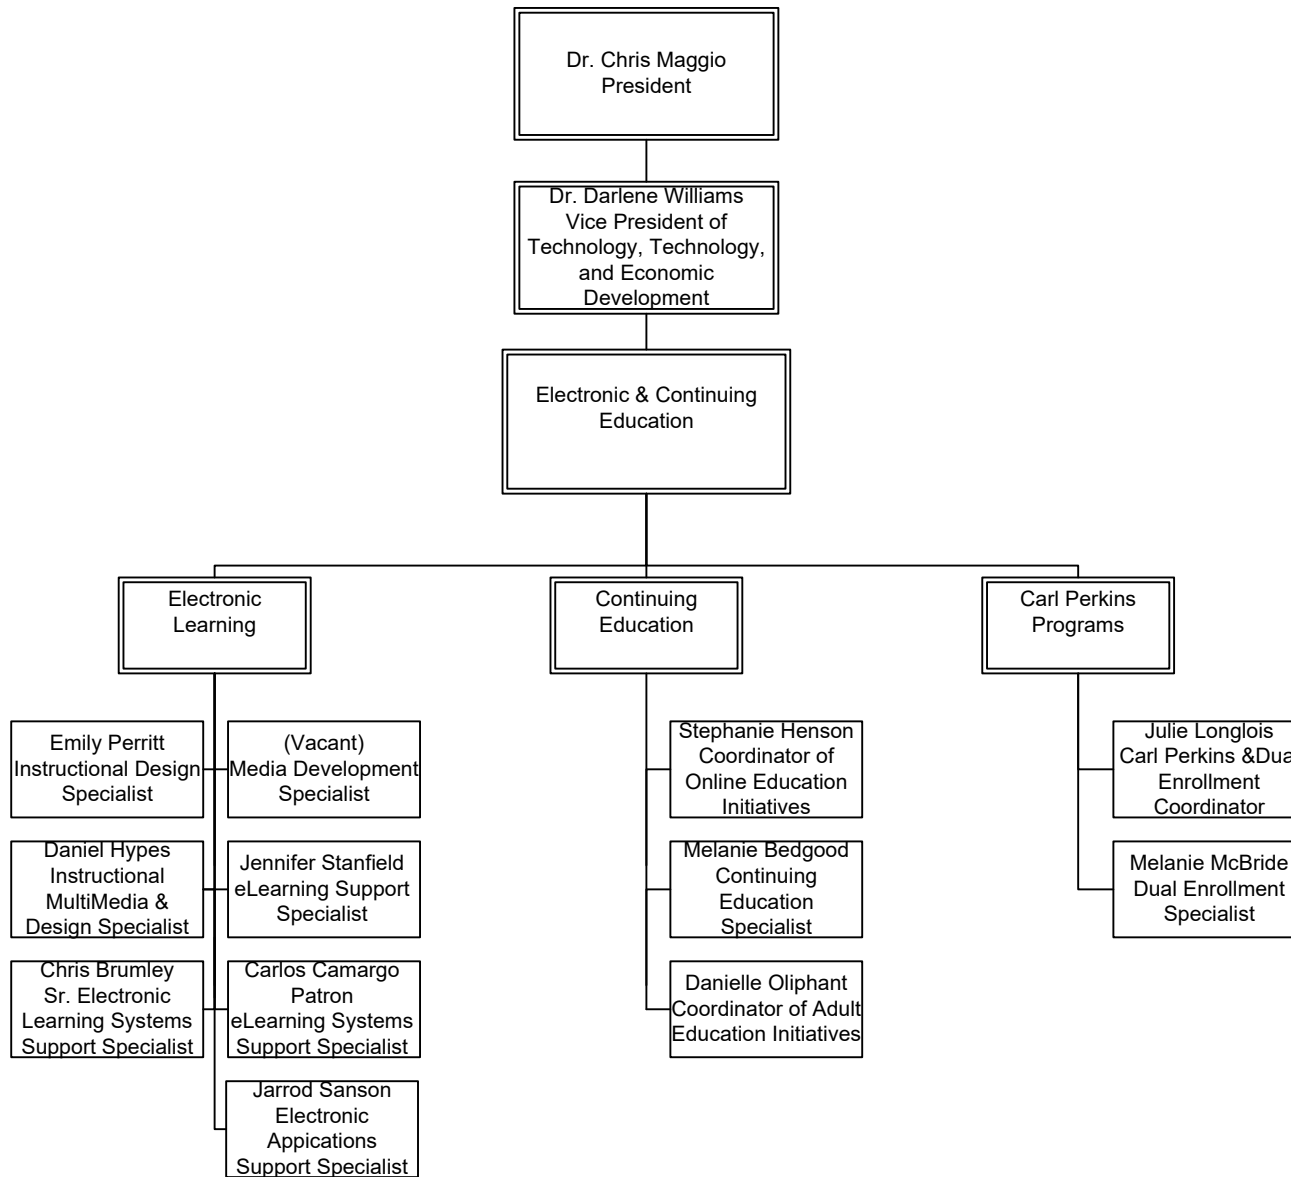 Dr. Chris Maggio
President
Dr. Darlene Williams
Vice President of
Technology, Technology,
and Economic
Development
Electronic & Continuing
Education
Electronic
Learning
Continuing
Education
Carl Perkins
Programs
Emily Perritt
Instructional Design
Specialist
(Vacant)
Media Development
Specialist
Stephanie Henson
Coordinator of
Online Education
Initiatives
Julie Longlois
Carl Perkins &Dua
Enrollment
Coordinator
Daniel Hypes
Instructional
MultiMedia &
Design Specialist
Jennifer Stanfield
eLearning Support
Specialist
Melanie Bedgood
Continuing
Education
Specialist
Melanie McBride
Dual Enrollment
Specialist
Chris Brumley
Sr. Electronic
Learning Systems
Support Specialist
Carlos Camargo
Patron
eLearning Systems
Support Specialist
Danielle Oliphant
Coordinator of Adult
Education Initiatives
Jarrod Sanson
Electronic
Appications
Support Specialist